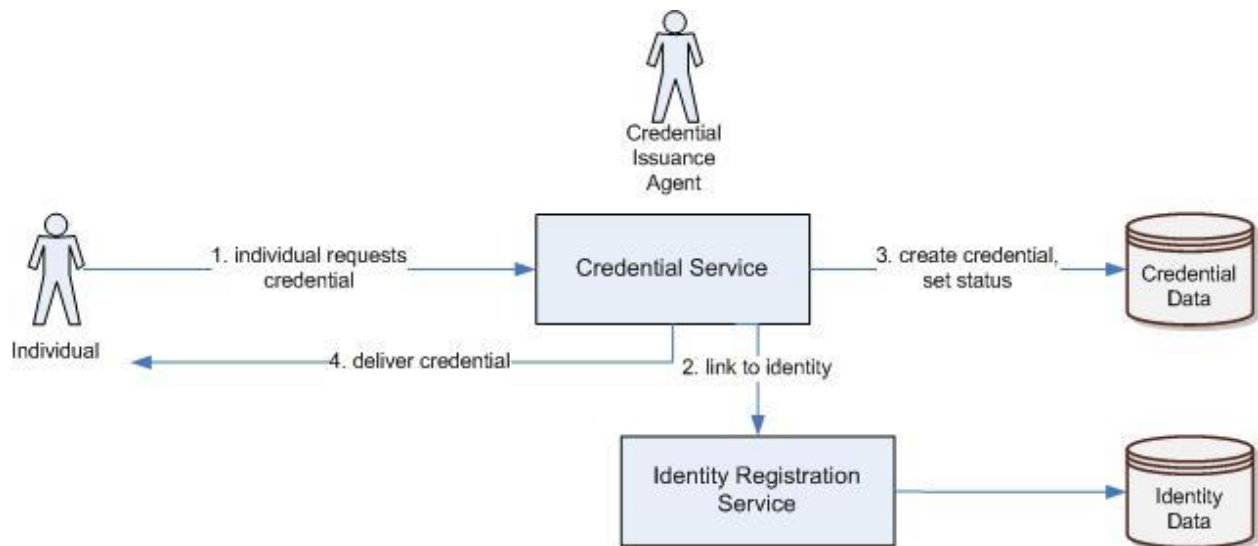 Credential
Issuance
Agent
1. individual requests
credential
Credential Service
3. create credential,
set status
Credential
Data
Individual
4. deliver credential
2. link to identity
Identity Registration
Service
Identity
Data